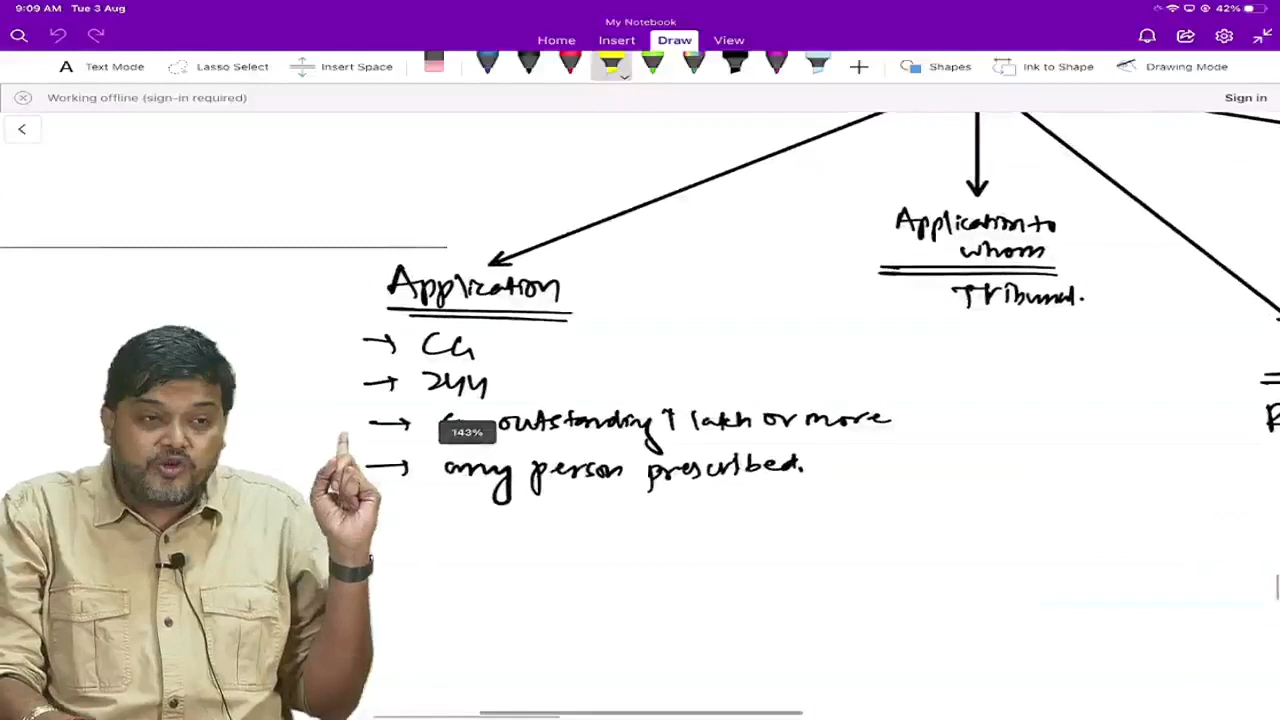 9:09 AM Tue 3 Aug
42%
My Notebook
Home Insert Draw View
Text Mode Lasso Select Insert Space Shapes Ink to Shape Drawing Mode
Working offline (sign-in required) Sign in
Application to
whom
Tribunal.
Application
→ CG
→ 244
→ outstanding 1 lakh or more
143%
→ any person prescribed.